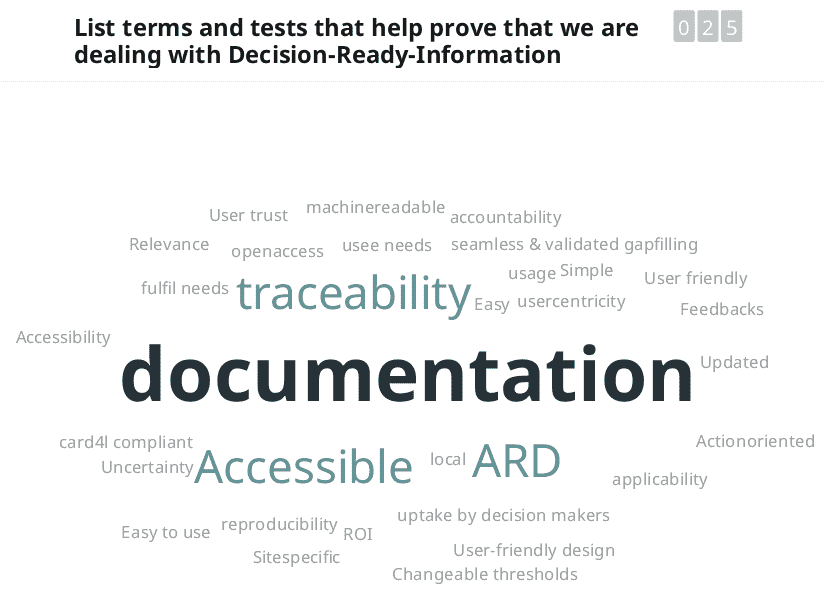 List terms and tests that help prove that we are
dealing with Decision-Ready-Information
025
User trust
machinereadable
accountability
Relevance
openaccess
usee needs
seamless & validated gapfilling
usage
Simple
User friendly
fulfil needs
traceability
Easy
usercentricity
Feedbacks
Accessibility
documentation
Updated
card4l compliant
Actionoriented
Uncertainty
Accessible
local
ARD
applicability
Easy to use
reproducibility
ROI
uptake by decision makers
Sitespecific
User-friendly design
Changeable thresholds